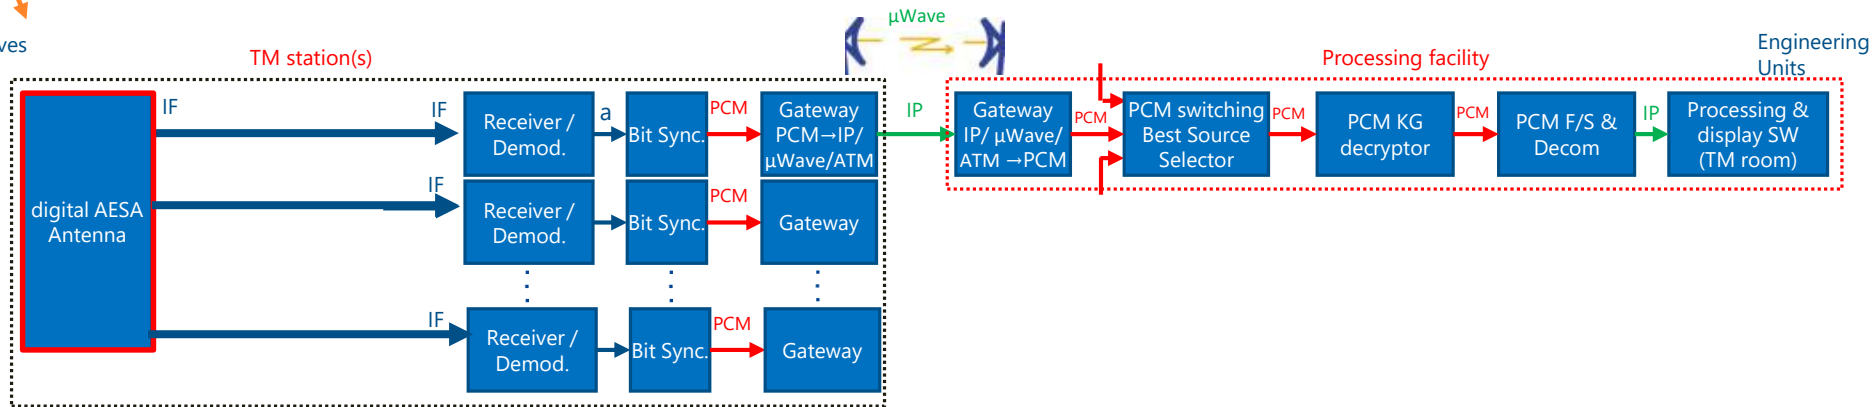 µWave
ves
TM station(s)
Processing facility
Engineering
Units
IF
IF
Receiver /
Demod.
a
Bit Sync.
PCM
Gateway
PCM→IP/
µWave/ATM
IP
Gateway
IP/ µWave/
ATM →PCM
PCM
PCM switching
Best Source
Selector
PCM
PCM KG
decryptor
PCM
PCM F/S &
Decom
IP
Processing &
display SW
(TM room)
digital AESA
Antenna
IF
Receiver /
Demod.
Bit Sync.
PCM
Gateway
IF
Receiver /
Demod.
Bit Sync.
PCM
Gateway